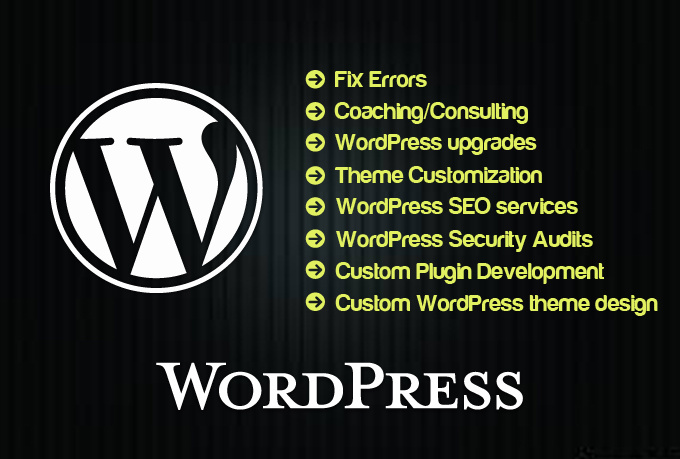 Fix Errors
Coaching/Consulting
WordPress upgrades
Theme Customization
WordPress SEO services
WordPress Security Audits
Custom Plugin Development
Custom WordPress theme design
W
WORDPRESS